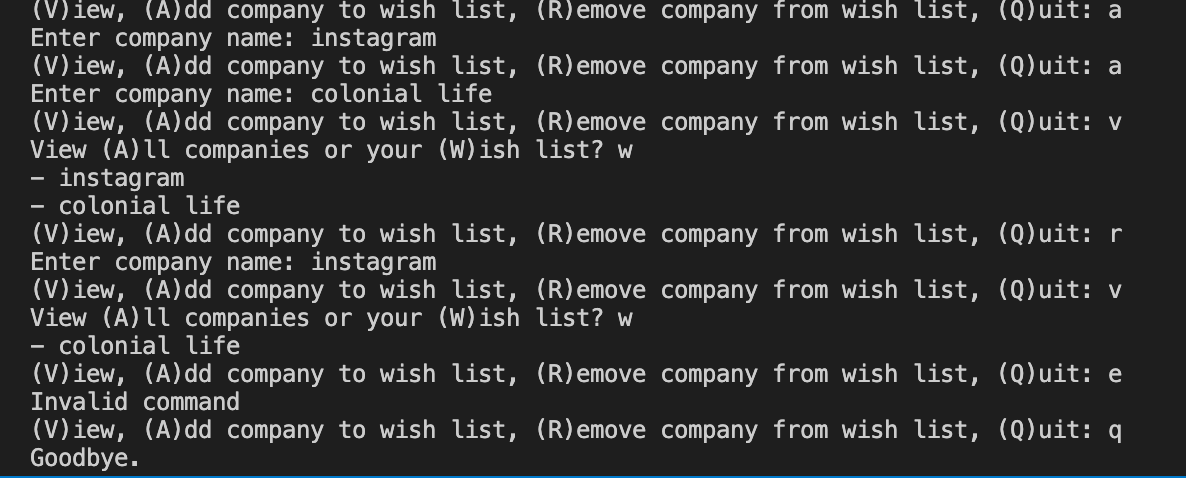 (V)iew, (A)dd company to wish list, (R)emove company from wish list, (Q)uit: a
Enter company name: instagram
(V)iew, (A)dd company to wish list, (R)emove company from wish list, (Q)uit: a
Enter company name: colonial life
(V)iew, (A)dd company to wish list, (R)emove company from wish list, (Q)uit: v
View (A)ll companies or your (W)ish list? w
- instagram
- colonial life
(V)iew, (A)dd company to wish list, (R)emove company from wish list, (Q)uit: r
Enter company name: instagram
(V)iew, (A)dd company to wish list, (R)emove company from wish list, (Q)uit: v
View (A)ll companies or your (W)ish list? w
- colonial life
(V)iew, (A)dd company to wish list, (R)emove company from wish list, (Q)uit: e
Invalid command
(V)iew, (A)dd company to wish list, (R)emove company from wish list, (Q)uit: q
Goodbye.